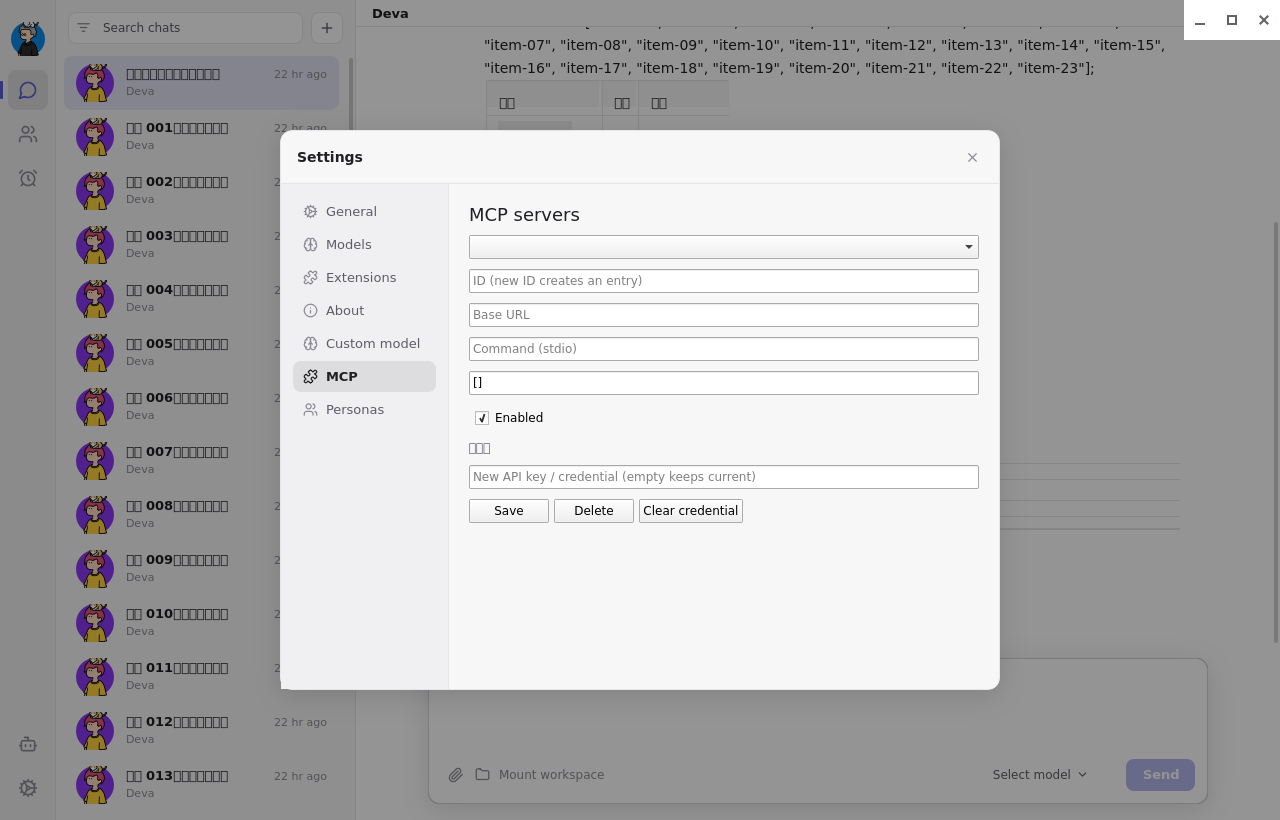 Search chats
Deva
22 hr ago
Deva
001
22 hr ago
Deva
002
Deva
003
Deva
004
Deva
005
Deva
006
Deva
007
Deva
008
Deva
009
Deva
010
Deva
011
Deva
012
22 hr ago
Deva
013
22 hr ago
Deva
"item-07", "item-08", "item-09", "item-10", "item-11", "item-12", "item-13", "item-14", "item-15",
"item-16", "item-17", "item-18", "item-19", "item-20", "item-21", "item-22", "item-23"];
Settings
General
Models
Extensions
About
Custom model
MCP
Personas
MCP servers
ID (new ID creates an entry)
Base URL
Command (stdio)
[]
Enabled
New API key / credential (empty keeps current)
Save Delete Clear credential
Mount workspace
Select model
Send